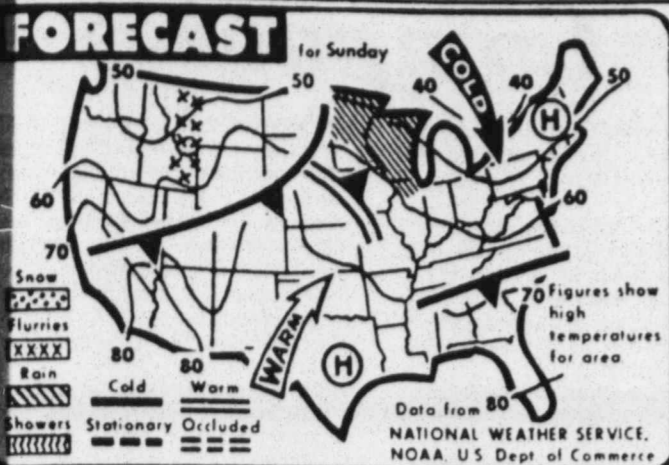 FORECAST for Sunday
50
50
40
COLD
40
50
H
60
60
70
Snow
Flurries
XXXX
Rain
Showers
80
80
WARM
H
70
Figures show
high
temperatures
for area
Cold Warm
Stationary Occluded
Data from 80
NATIONAL WEATHER SERVICE,
NOAA, U S Dept. of Commerce